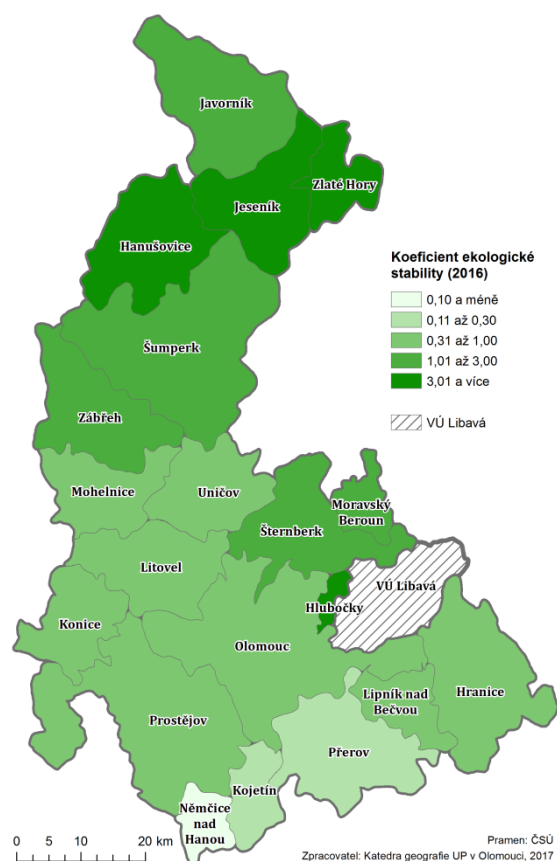 Javorník
Zlaté Hory
Jeseník
Hanušovice
Koeficient ekologické
stability (2016)
0,10 a méně
0,11 až 0,30
0,31 až 1,00
1,01 až 3,00
3,01 a více
VÚ Libavá
Šumperk
Zábřeh
Mohelnice
Uničov
Moravský
Beroun
Šternberk
Litovel
VÚ Libavá
Hlubočky
Konice
Olomouc
Hranice
Lipník nad
Bečvou
Prostějov
Přerov
Kojetín
Němčice
nad
Hanou
0 5 10 20 km
Pramen: ČSÚ
Zpracovatel: Katedra geografie UP v Olomouci, 2017